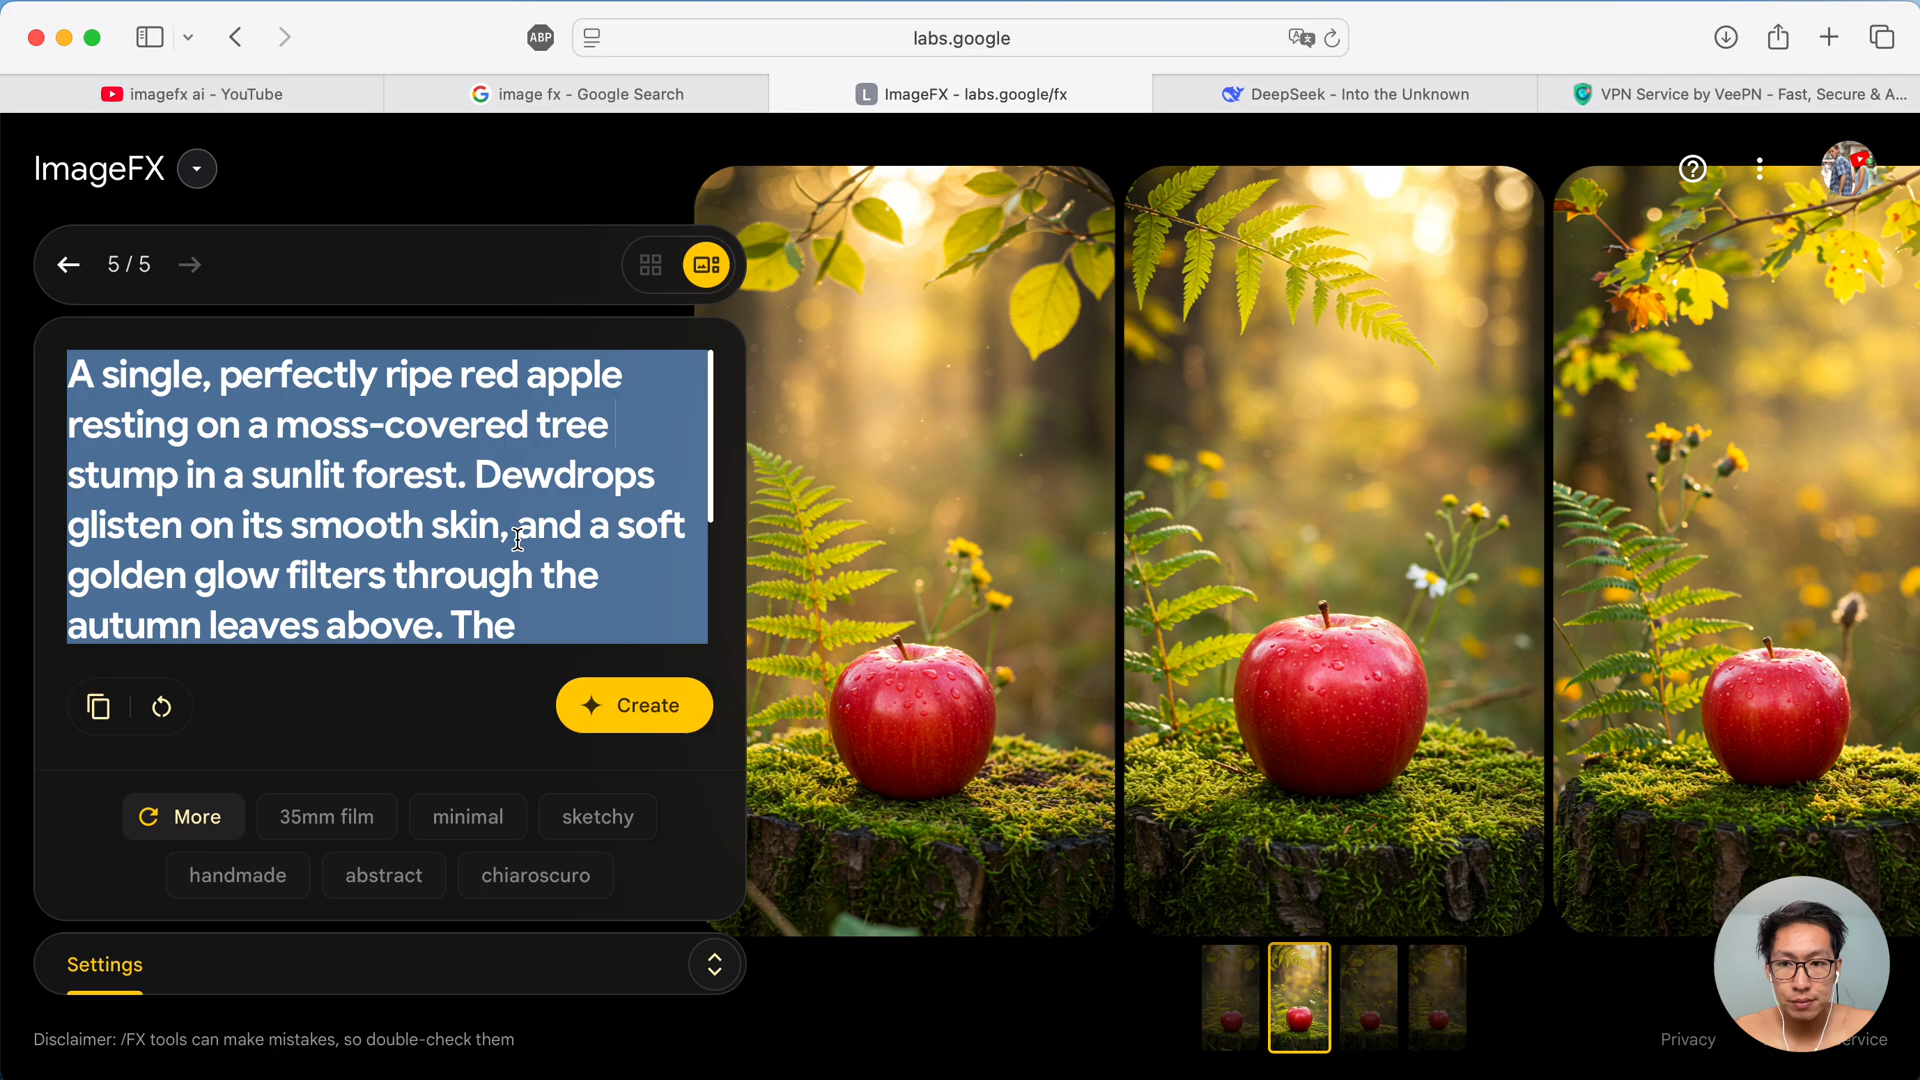 ABP
labs.google
imagefx ai - YouTube
image fx - Google Search
L
ImageFX - labs.google/fx
DeepSeek - Into the Unknown
VPN Service by VeePN - Fast, Secure & A...
ImageFX
5 / 5
A single, perfectly ripe red apple
resting on a moss-covered tree
stump in a sunlit forest. Dewdrops
glisten on its smooth skin, and a soft
golden glow filters through the
autumn leaves above. The
Create
More
35mm film
minimal
sketchy
handmade
abstract
chiaroscuro
Settings
Disclaimer: /FX tools can make mistakes, so double-check them
Privacy